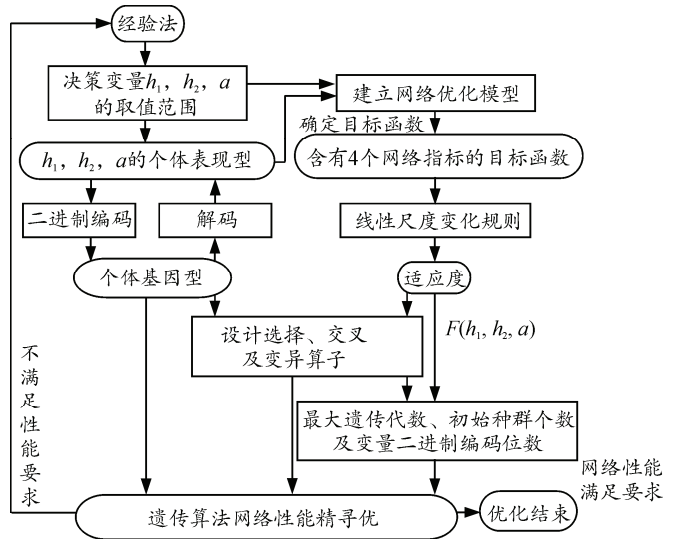 经验法
决策变量h₁, h₂, a
的取值范围
建立网络优化模型
确定目标函数
h₁, h₂, a的个体表现型
含有4个网络指标的目标函数
二进制编码
解码
线性尺度变化规则
个体基因型
适应度
设计选择、交叉
及变异算子
F(h₁, h₂, a)
不满足性能要求
最大遗传代数、初始种群个数
及变量二进制编码位数
网络性能
满足要求
遗传算法网络性能精寻优
优化结束